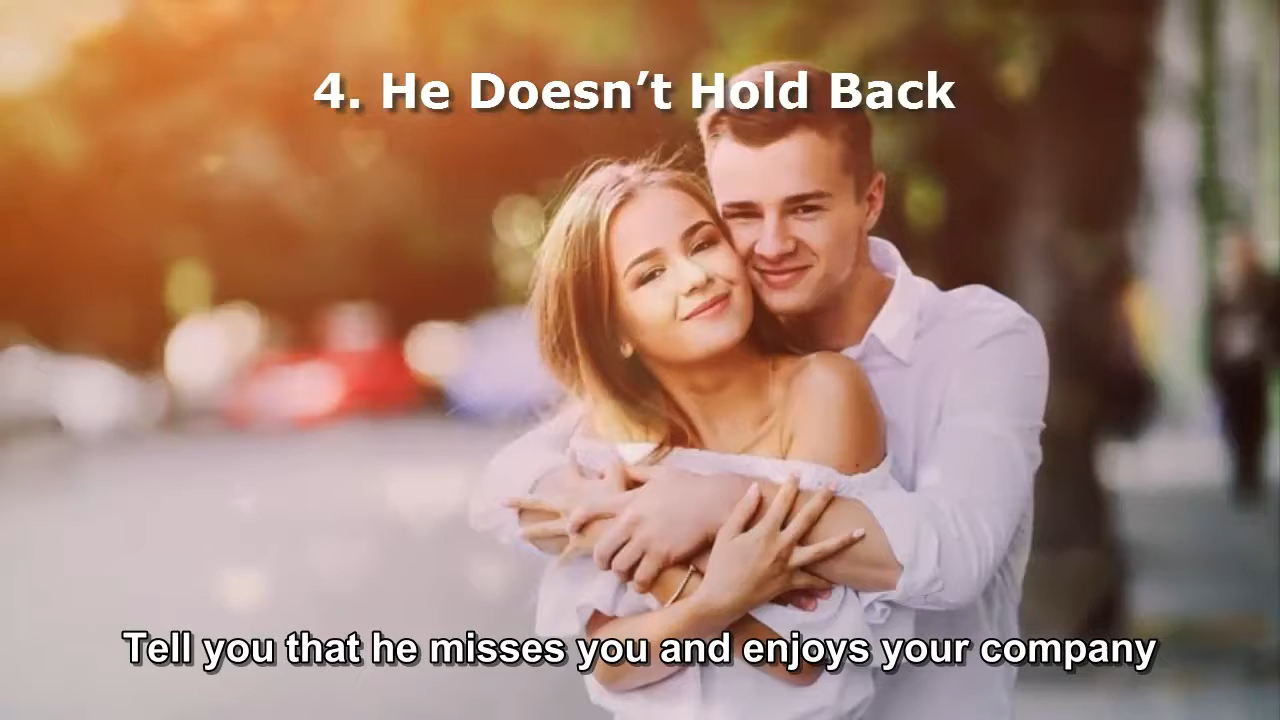 4. He Doesn’t Hold Back
Tell you that he misses you and enjoys your company